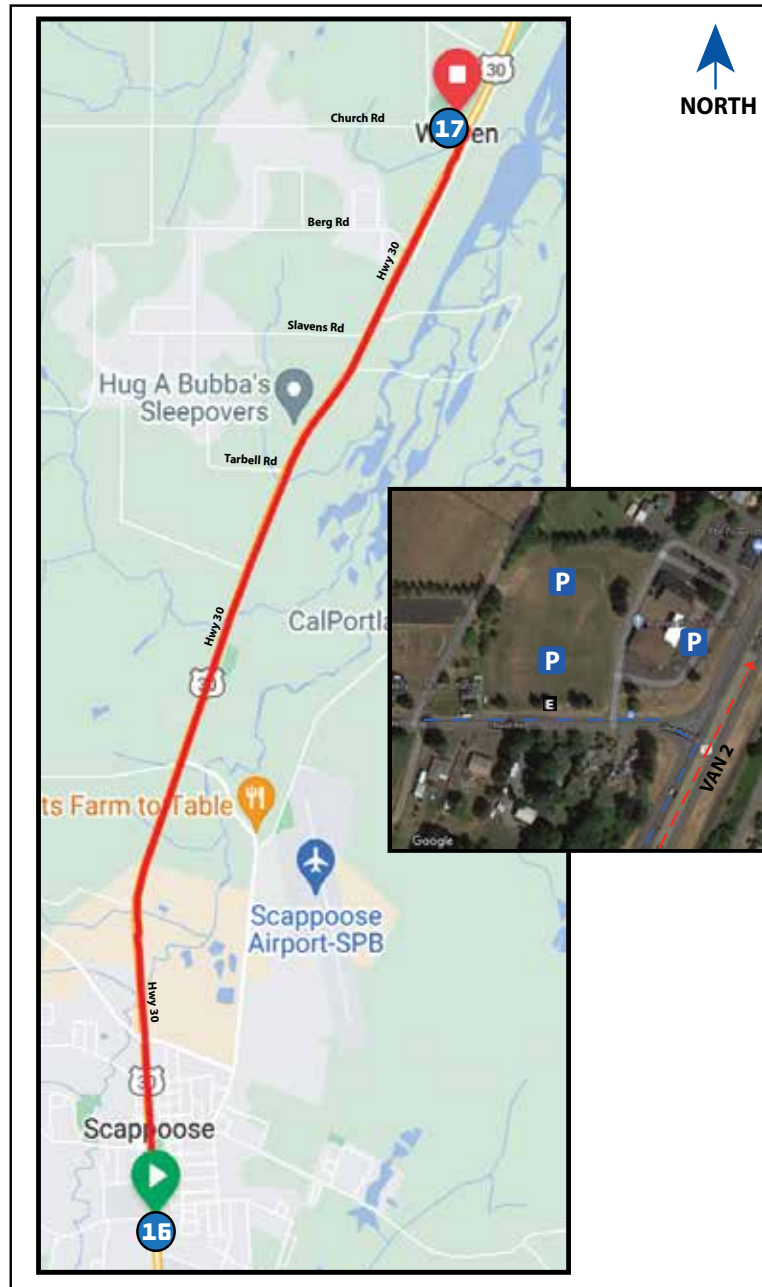 NORTH
30
Church Rd
17
Berg Rd
Hwy 30
Slavens Rd
Hug A Bubba's
Sleepovers
Tarbell Rd
Hwy 30
CalPortla
30
P
P
P
E
VAN 2
Google
ts Farm to Table
Scappoose
Airport-SPB
Hwy 30
30
Scappoose
16